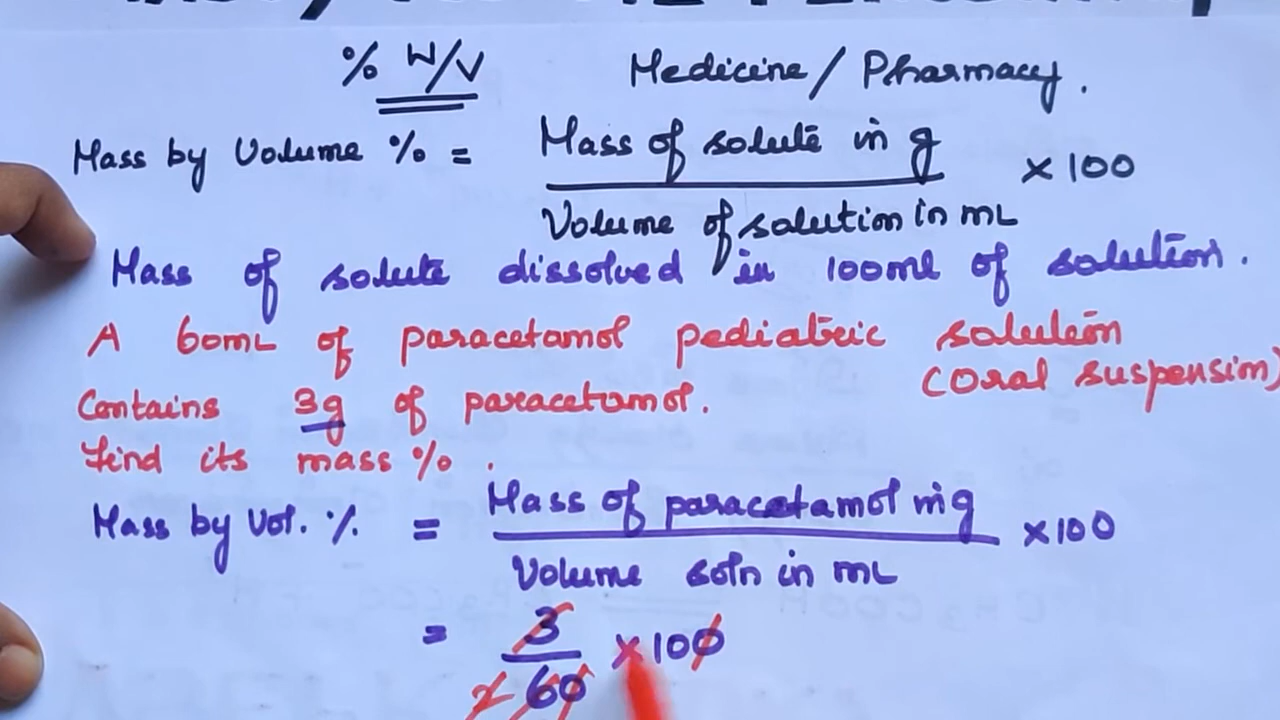 % W/V Medicine / Pharmacy.
Mass by Volume % = Mass of solute in g × 100
Volume of solution in mL
Mass of solute dissolved in 100ml of solution.
A 60mL of paracetamol pediatric solution
(oral suspension)
Contains 3g of paracetamol.
Find its mass % .
Mass by Vol. % = Mass of paracetamol in g ×100
Volume soln in mL
= 3 ×100
2 60